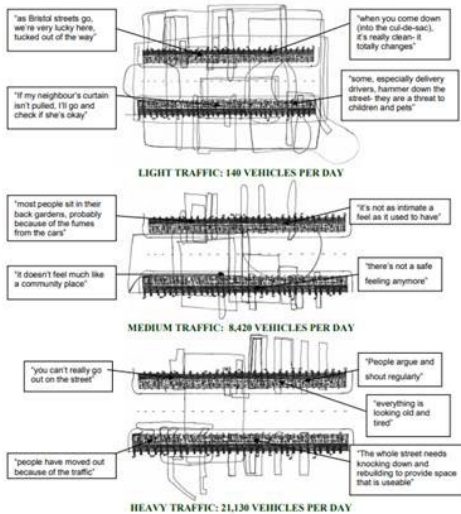 "as Bristol streets go,
we're very lucky here,
tucked out of the way"
"when you come down
(into the cul-de-sac),
it's really clean- it
totally changes"
"If my neighbour's curtain
isn't pulled, I'll go and
check if she's okay"
"some, especially delivery
drivers, hammer down the
street- they are a threat to
children and pets"
LIGHT TRAFFIC: 140 VEHICLES PER DAY
"most people sit in their
back gardens, probably
because of the fumes
from the cars"
"it's not as intimate a
feel as it used to have"
"it doesn't feel much like
a community place"
"there's not a safe
feeling anymore"
MEDIUM TRAFFIC: 8,420 VEHICLES PER DAY
"you can't really go
out on the street"
"People argue and
shout regularly"
"everything is
looking old and
tired"
"people have moved out
because of the traffic"
"The whole street needs
knocking down and
rebuilding to provide space
that is useable"
HEAVY TRAFFIC: 21,130 VEHICLES PER DAY